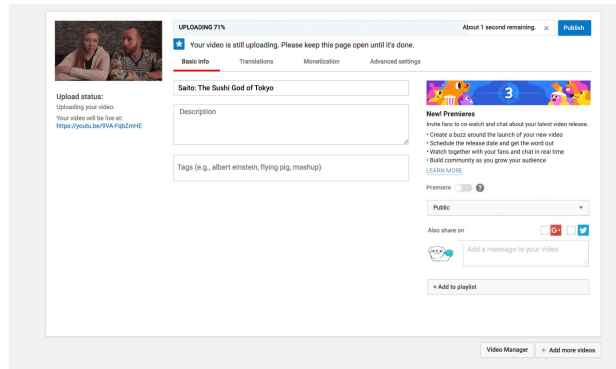 UPLOADING 71%
About 1 second remaining.
Publish
Your video is still uploading. Please keep this page open until it's done.
Basic info
Translations
Monetization
Advanced settings
Upload status:
Uploading your video.
Your video will be live at:
https://youtu.be/9VA-FqbZmHE
Saito: The Sushi God of Tokyo
Description
Tags (e.g., albert einstein, flying pig, mashup)
3
New! Premieres
Invite fans to co-watch and chat about your latest video release.
• Create a buzz around the launch of your new video
• Schedule the release date and get the word out
• Watch together with your fans and chat in real time
• Build community as you grow your audience
LEARN MORE
Premiere
?
Public
Also share on
G+
Add a message to your video
+ Add to playlist
Video Manager
+ Add more videos